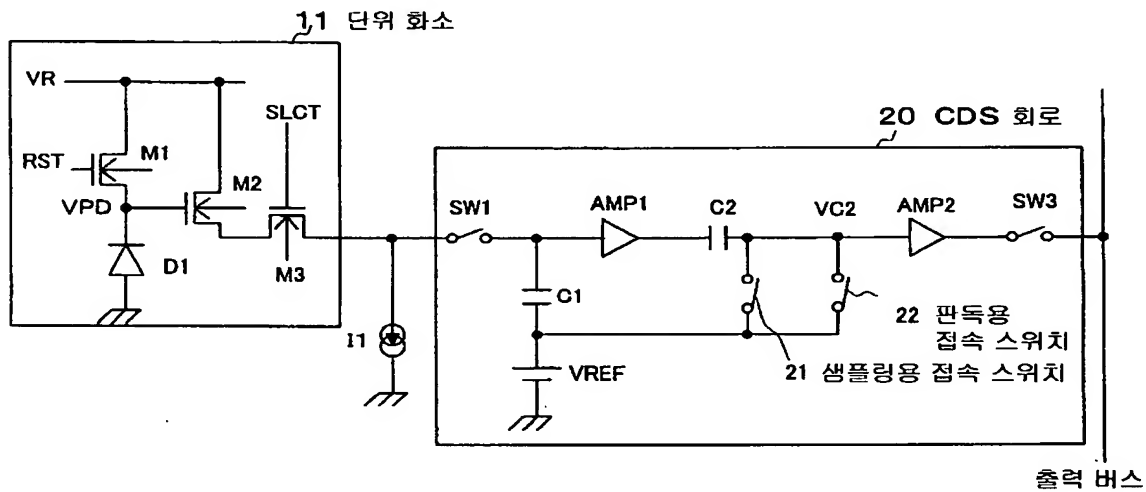 11 단위 화소
VR
SLCT
RST
M1
M2
VPD
D1
M3
I1
20 CDS 회로
SW1
AMP1
C2
VC2
AMP2
SW3
C1
VREF
22 판독용
접속 스위치
21 샘플링용 접속 스위치
출력 버스